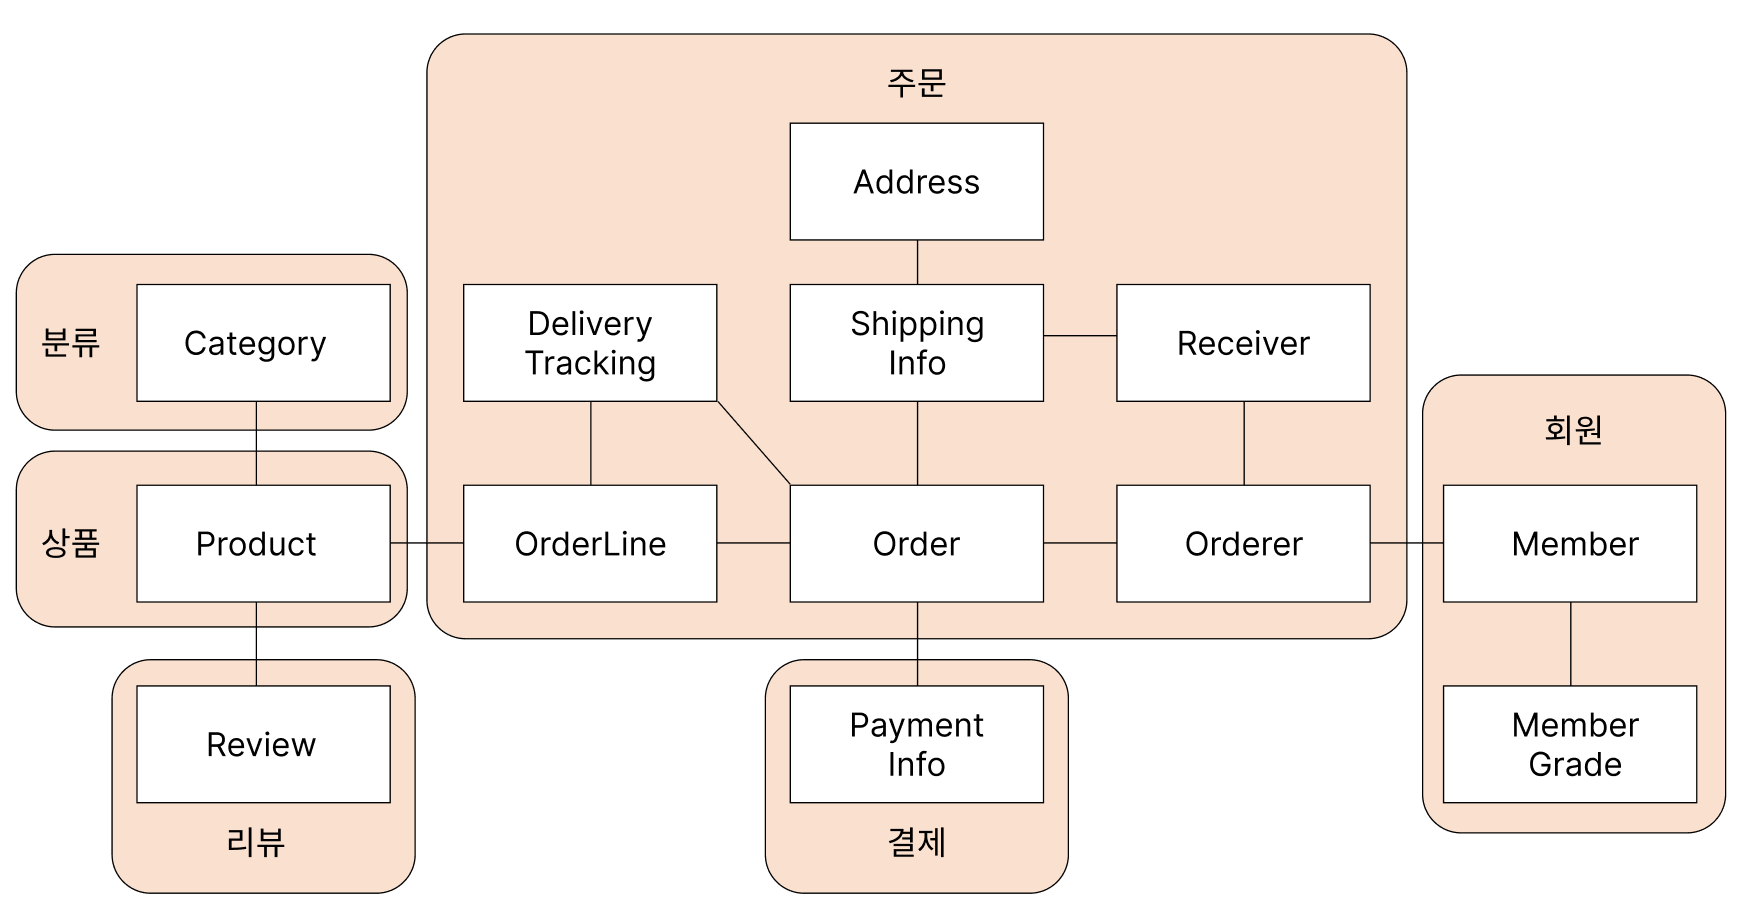 주문
Address
분류
Category
Delivery
Tracking
Shipping
Info
Receiver
회원
상품
Product
OrderLine
Order
Orderer
Member
Review
리뷰
Payment
Info
결제
Member
Grade